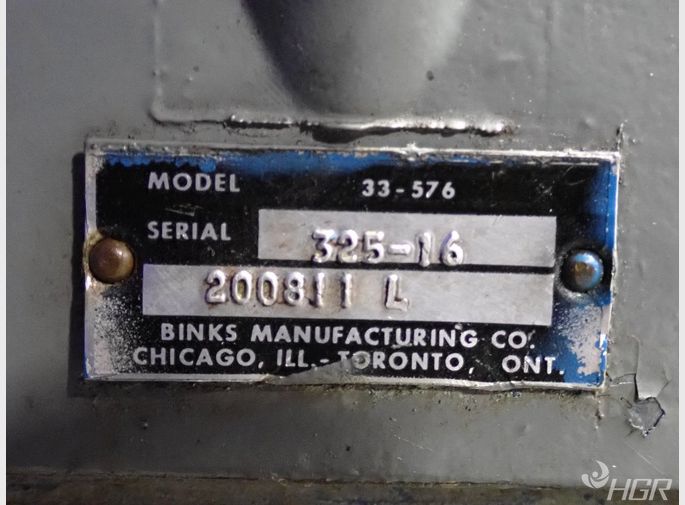 MODEL 33-576
SERIAL 325-16
200811 L
BINKS MANUFACTURING CO.
CHICAGO, ILL.-TORONTO, ONT.
HGR